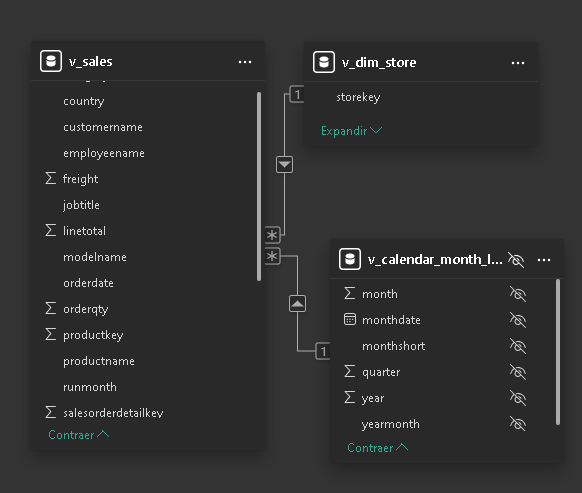 v_sales
country
customername
employeename
freight
jobtitle
linetotal
modelname
orderdate
orderqty
productkey
productname
runmonth
salesorderdetailkey
Contraer
v_dim_store
storekey
Expandir
1
*
*
1
v_calendar_month_l...
month
monthdate
monthshort
quarter
year
yearmonth
Contraer